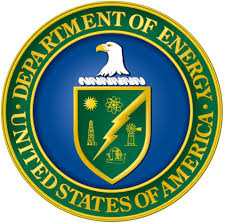 · DEPARTMENT OF ENERGY ·
UNITED STATES OF AMERICA